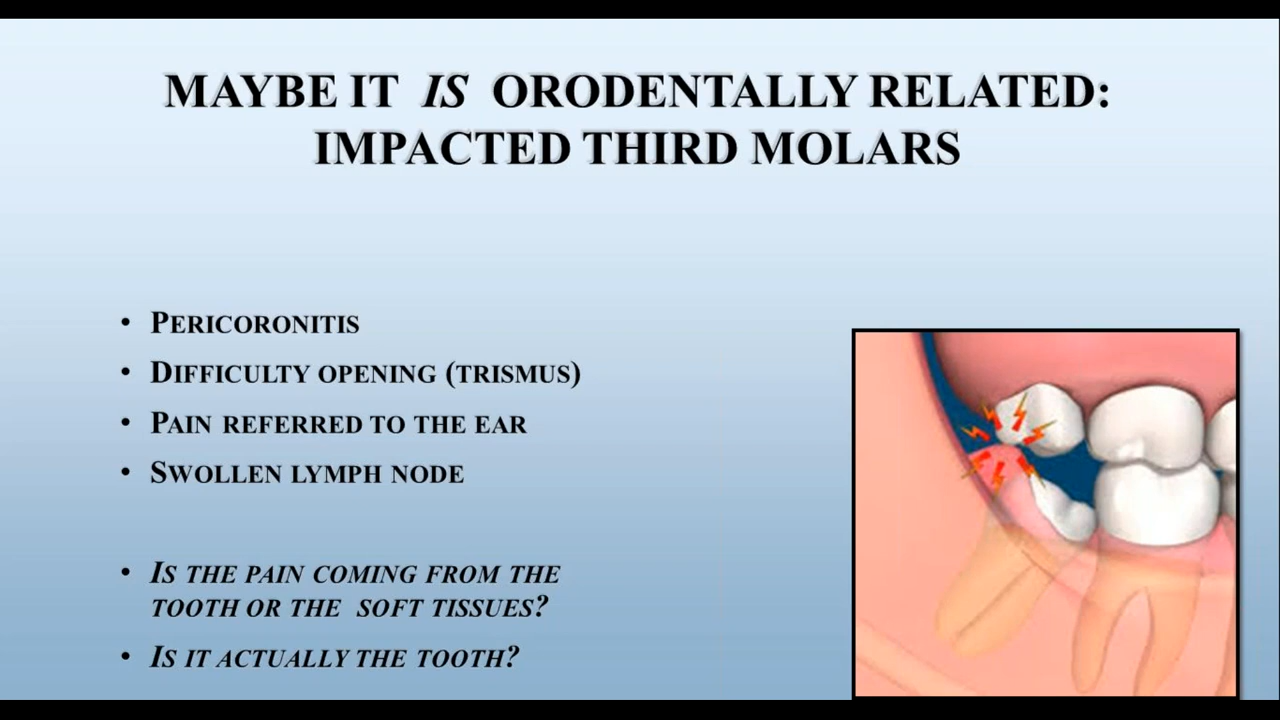 MAYBE IT IS ORODENTALLY RELATED:
IMPACTED THIRD MOLARS
• PERICORONITIS
• DIFFICULTY OPENING (TRISMUS)
• PAIN REFERRED TO THE EAR
• SWOLLEN LYMPH NODE
• IS THE PAIN COMING FROM THE
TOOTH OR THE SOFT TISSUES?
• IS IT ACTUALLY THE TOOTH?